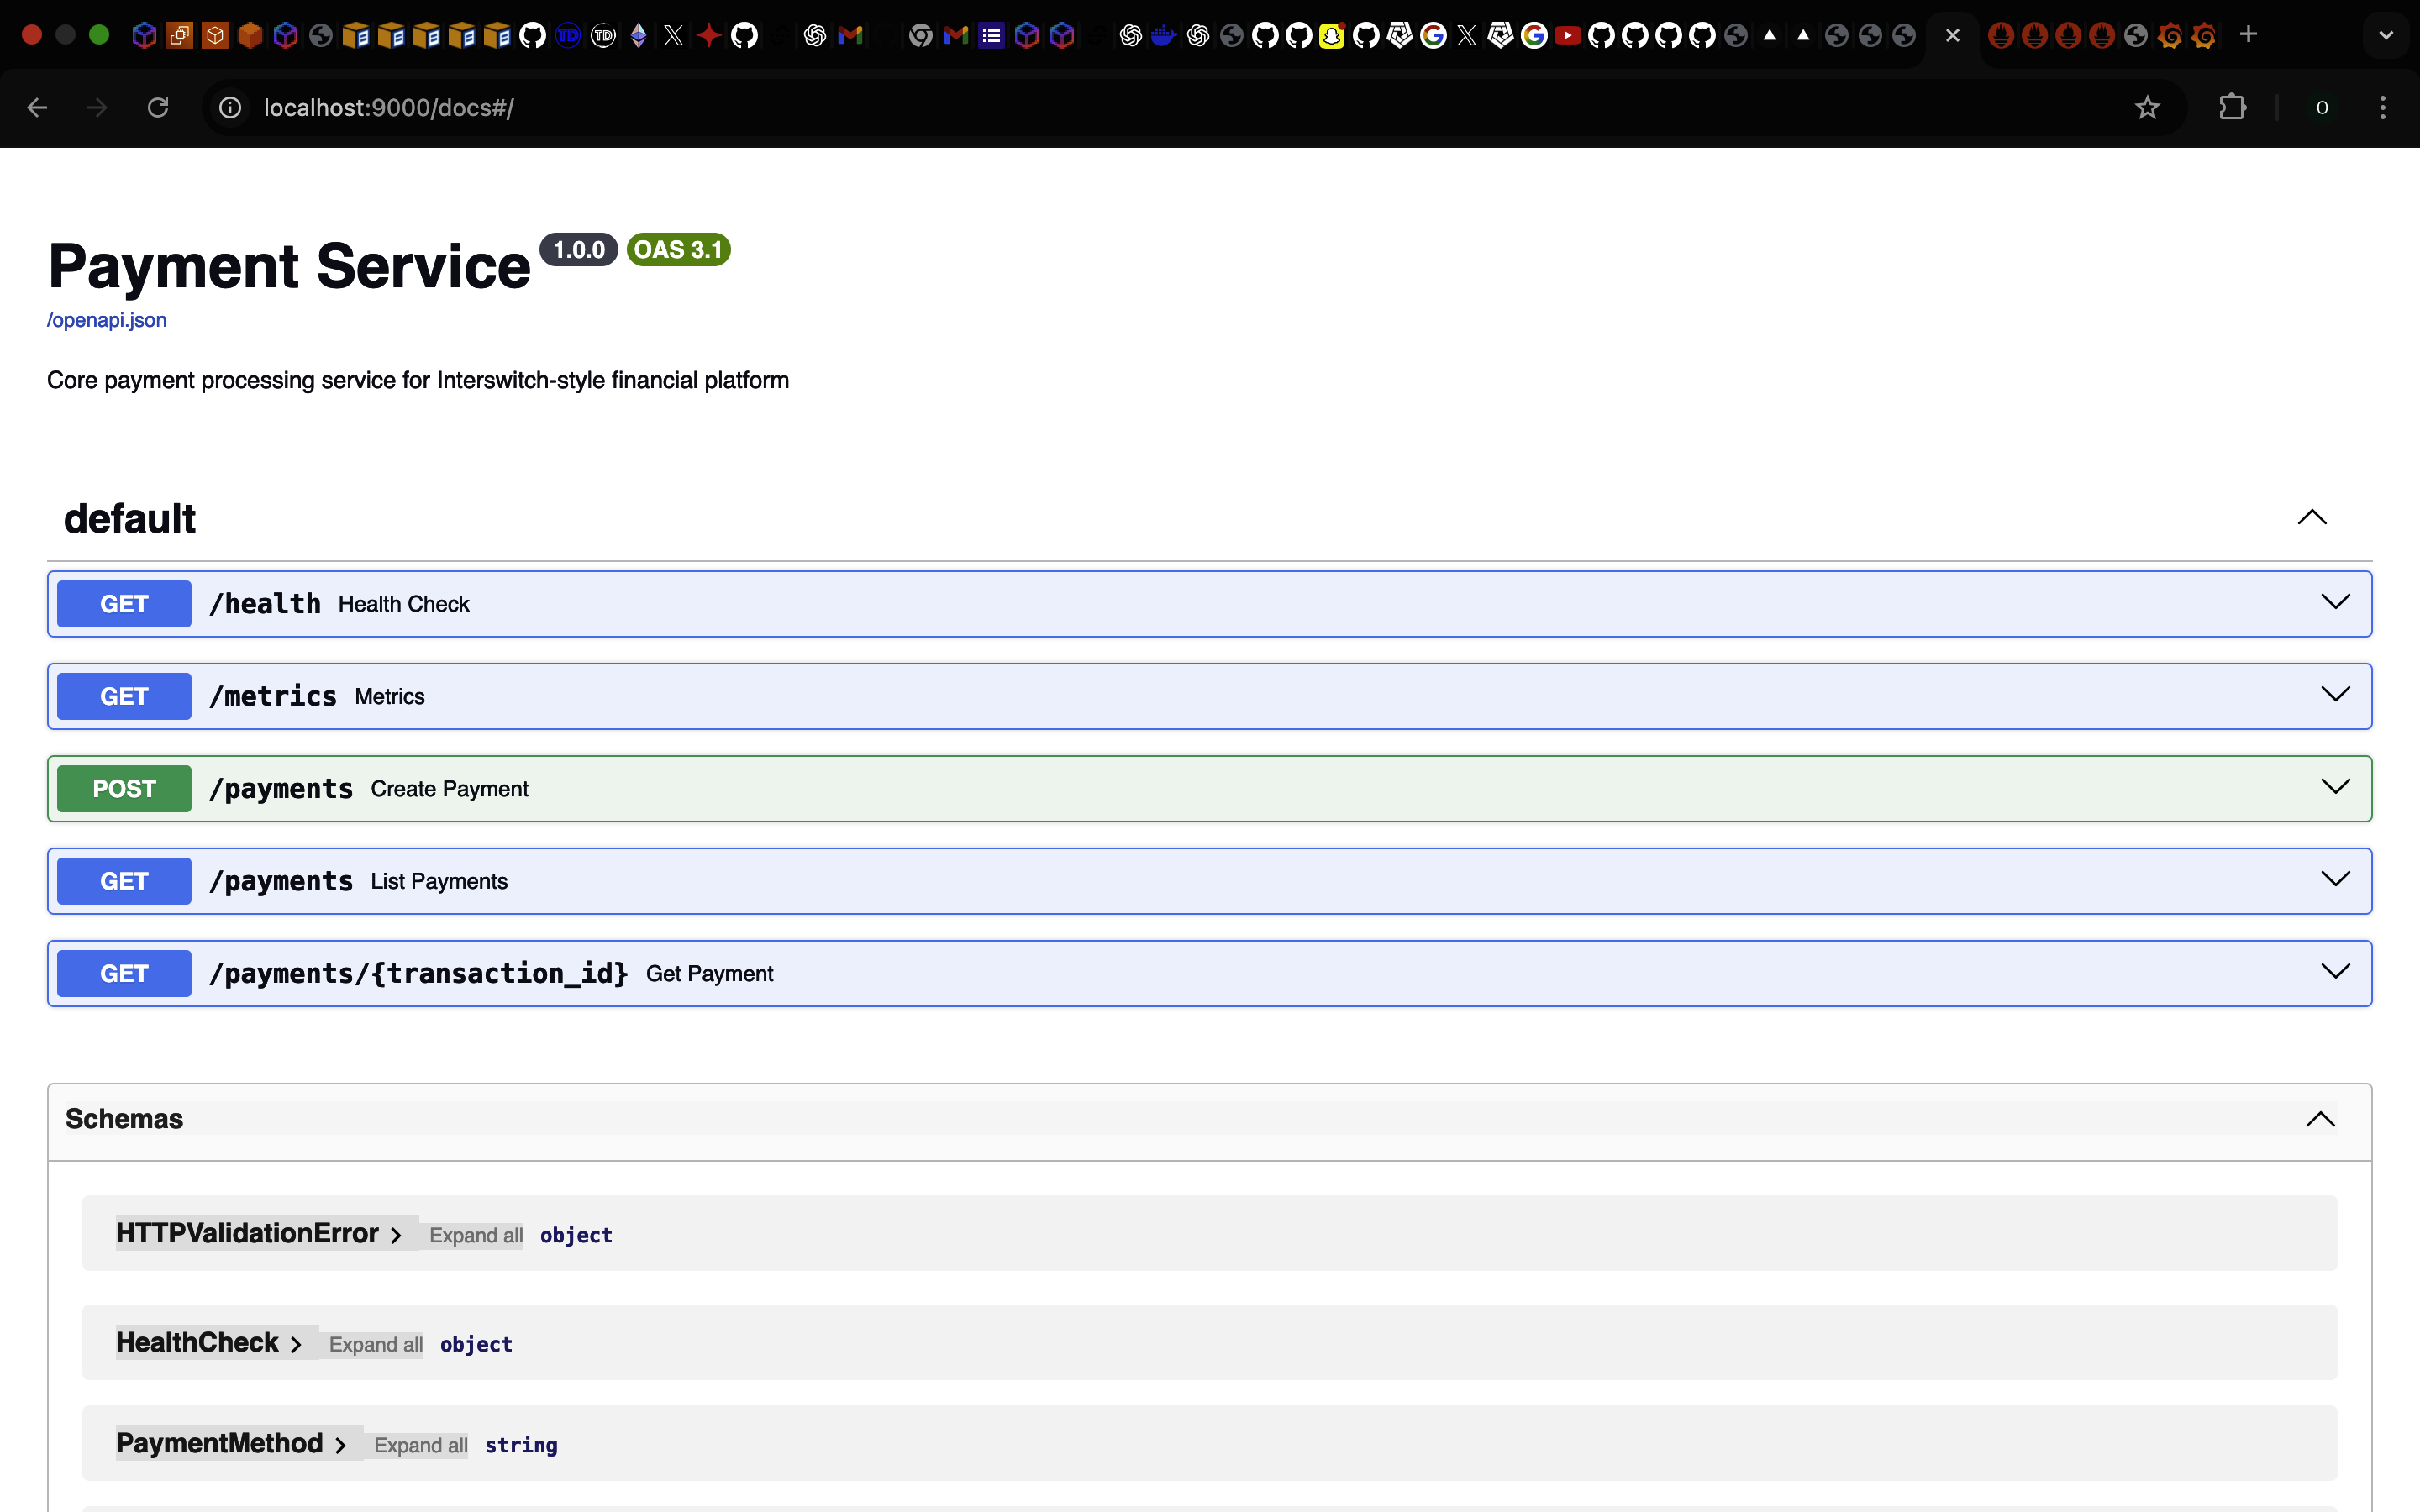 localhost:9000/docs#/
O
Payment Service 1.0.0 OAS 3.1
/openapi.json
Core payment processing service for Interswitch-style financial platform
default
GET /health Health Check
GET /metrics Metrics
POST /payments Create Payment
GET /payments List Payments
GET /payments/{transaction_id} Get Payment
Schemas
HTTPValidationError Expand all object
HealthCheck Expand all object
PaymentMethod Expand all string